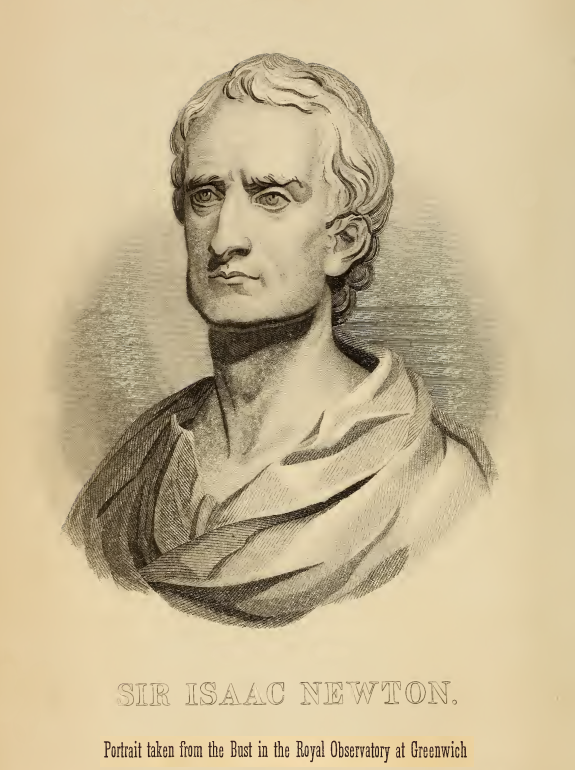 SIR ISAAC NEWTON.
Portrait taken from the Bust in the Royal Observatory at Greenwich